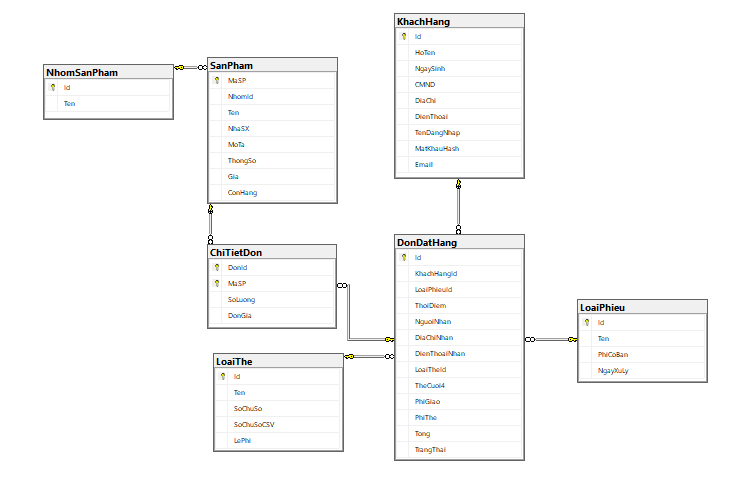 NhomSanPham
Id
Ten
SanPham
MaSP
NhomId
Ten
NhaSX
MoTa
ThongSo
Gia
ConHang
KhachHang
Id
HoTen
NgaySinh
CMND
DiaChi
DienThoai
TenDangNhap
MatKhauHash
Email
ChiTietDon
DonId
MaSP
SoLuong
DonGia
DonDatHang
Id
KhachHangId
LoaiPhieuId
ThoiDiem
NguoiNhan
DiaChiNhan
DienThoaiNhan
LoaiTheId
TheCuoi4
PhiGiao
PhiThe
Tong
TrangThai
LoaiPhieu
Id
Ten
PhiCoBan
NgayXuLy
LoaiThe
Id
Ten
SoChuSo
SoChuSoCSV
LePhi